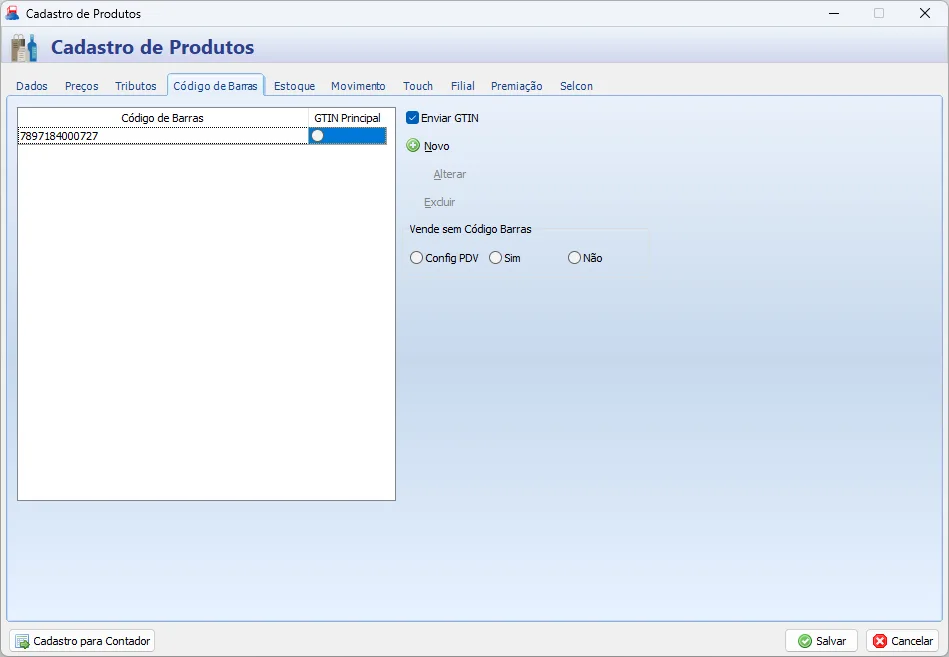 Cadastro de Produtos
Cadastro de Produtos
Dados Preços Tributos Código de Barras Estoque Movimento Touch Filial Premiação Selcon
Código de Barras GTIN Principal
7897184000727
Enviar GTIN
Novo
Alterar
Excluir
Vende sem Código Barras
Config PDV Sim Não
Cadastro para Contador Salvar Cancelar